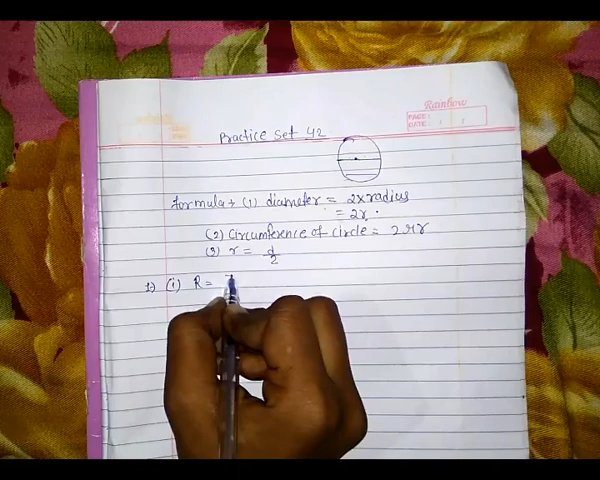 Rainbow
PAGE:
DATE: / /
Practice Set 42
Formula → (1) diameter = 2×radius
= 2r.
(2) Circumference of circle = 2πr
(3) r = d/2
1) (i) R =